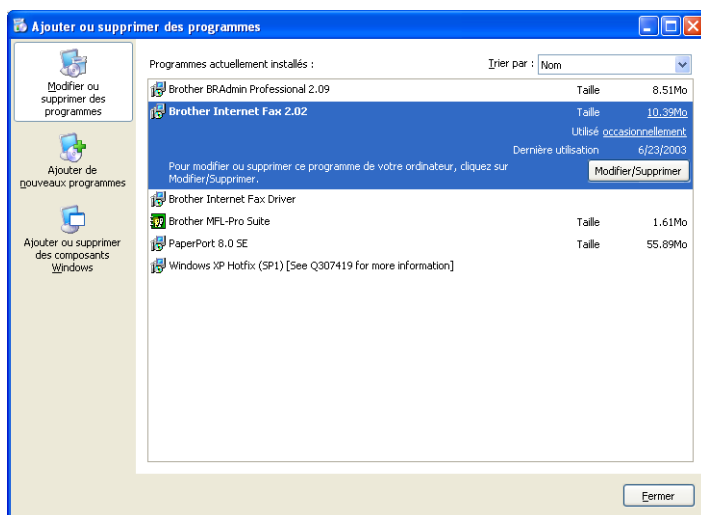 Ajouter ou supprimer des programmes
Modifier ou
supprimer des
programmes
Ajouter de
nouveaux programmes
Ajouter ou supprimer
des composants
Windows
Programmes actuellement installés :
Trier par : Nom
Brother BRAdmin Professional 2.09 Taille 8.51Mo
Brother Internet Fax 2.02 Taille 10.39Mo
Utilisé occasionnellement
Dernière utilisation 6/23/2003
Pour modifier ou supprimer ce programme de votre ordinateur, cliquez sur
Modifier/Supprimer.
Modifier/Supprimer
Brother Internet Fax Driver
Brother MFL-Pro Suite Taille 1.61Mo
PaperPort 8.0 SE Taille 55.89Mo
Windows XP Hotfix (SP1) [See Q307419 for more information]
Fermer